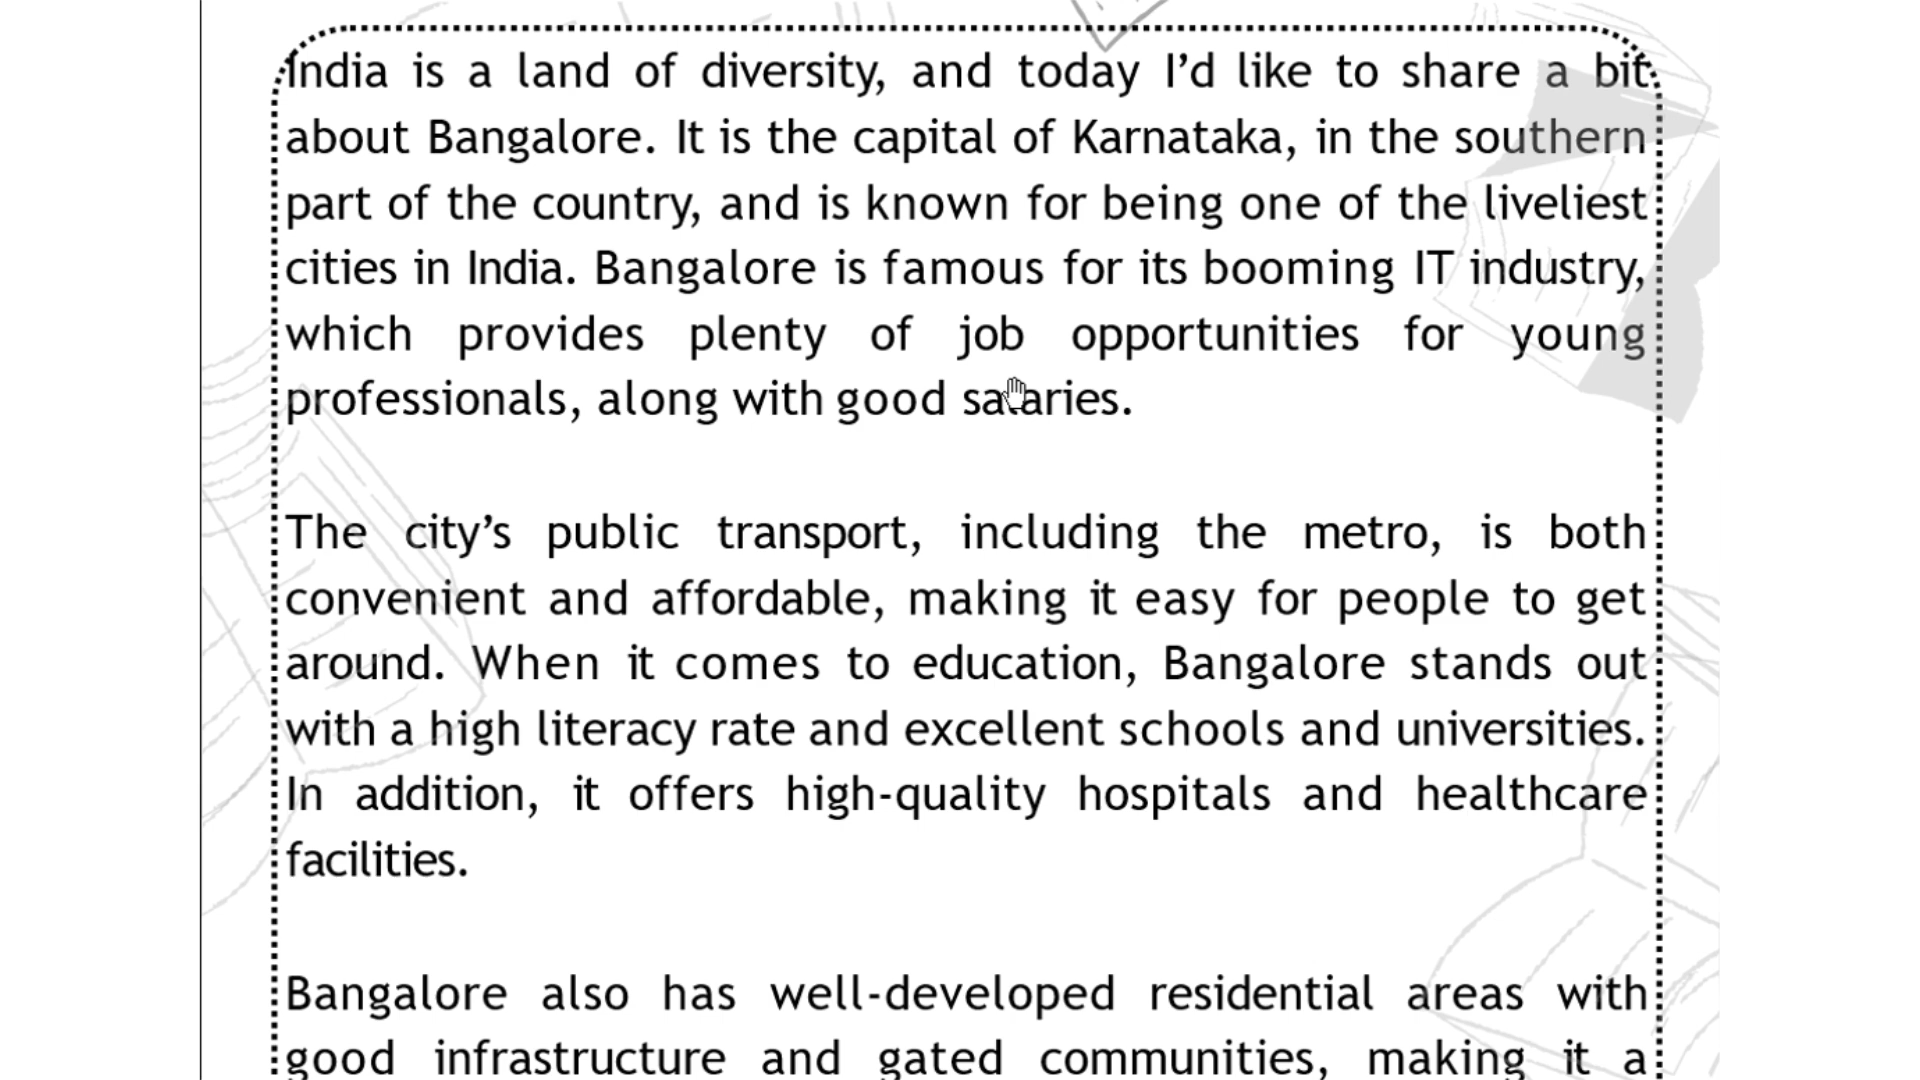 India is a land of diversity, and today I’d like to share a bit
about Bangalore. It is the capital of Karnataka, in the southern
part of the country, and is known for being one of the liveliest
cities in India. Bangalore is famous for its booming IT industry,
which provides plenty of job opportunities for young
professionals, along with good salaries.
The city’s public transport, including the metro, is both
convenient and affordable, making it easy for people to get
around. When it comes to education, Bangalore stands out
with a high literacy rate and excellent schools and universities.
In addition, it offers high-quality hospitals and healthcare
facilities.
Bangalore also has well-developed residential areas with
good infrastructure and gated communities, making it a